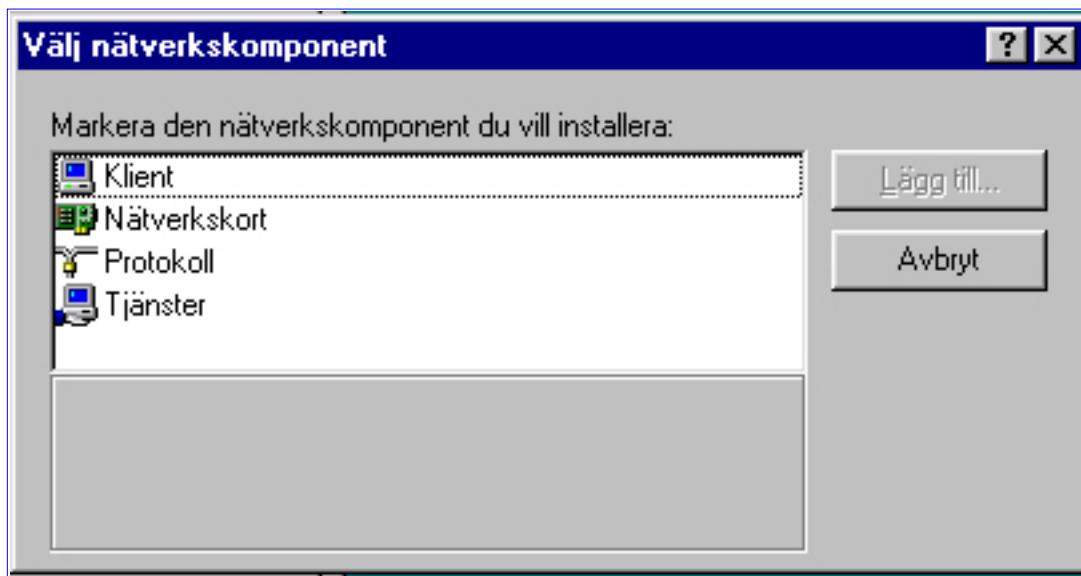 Välj nätverkskomponent
Markera den nätverkskomponent du vill installera:
Klient
Nätverkskort
Protokoll
Tjänster
Lägg till...
Avbryt